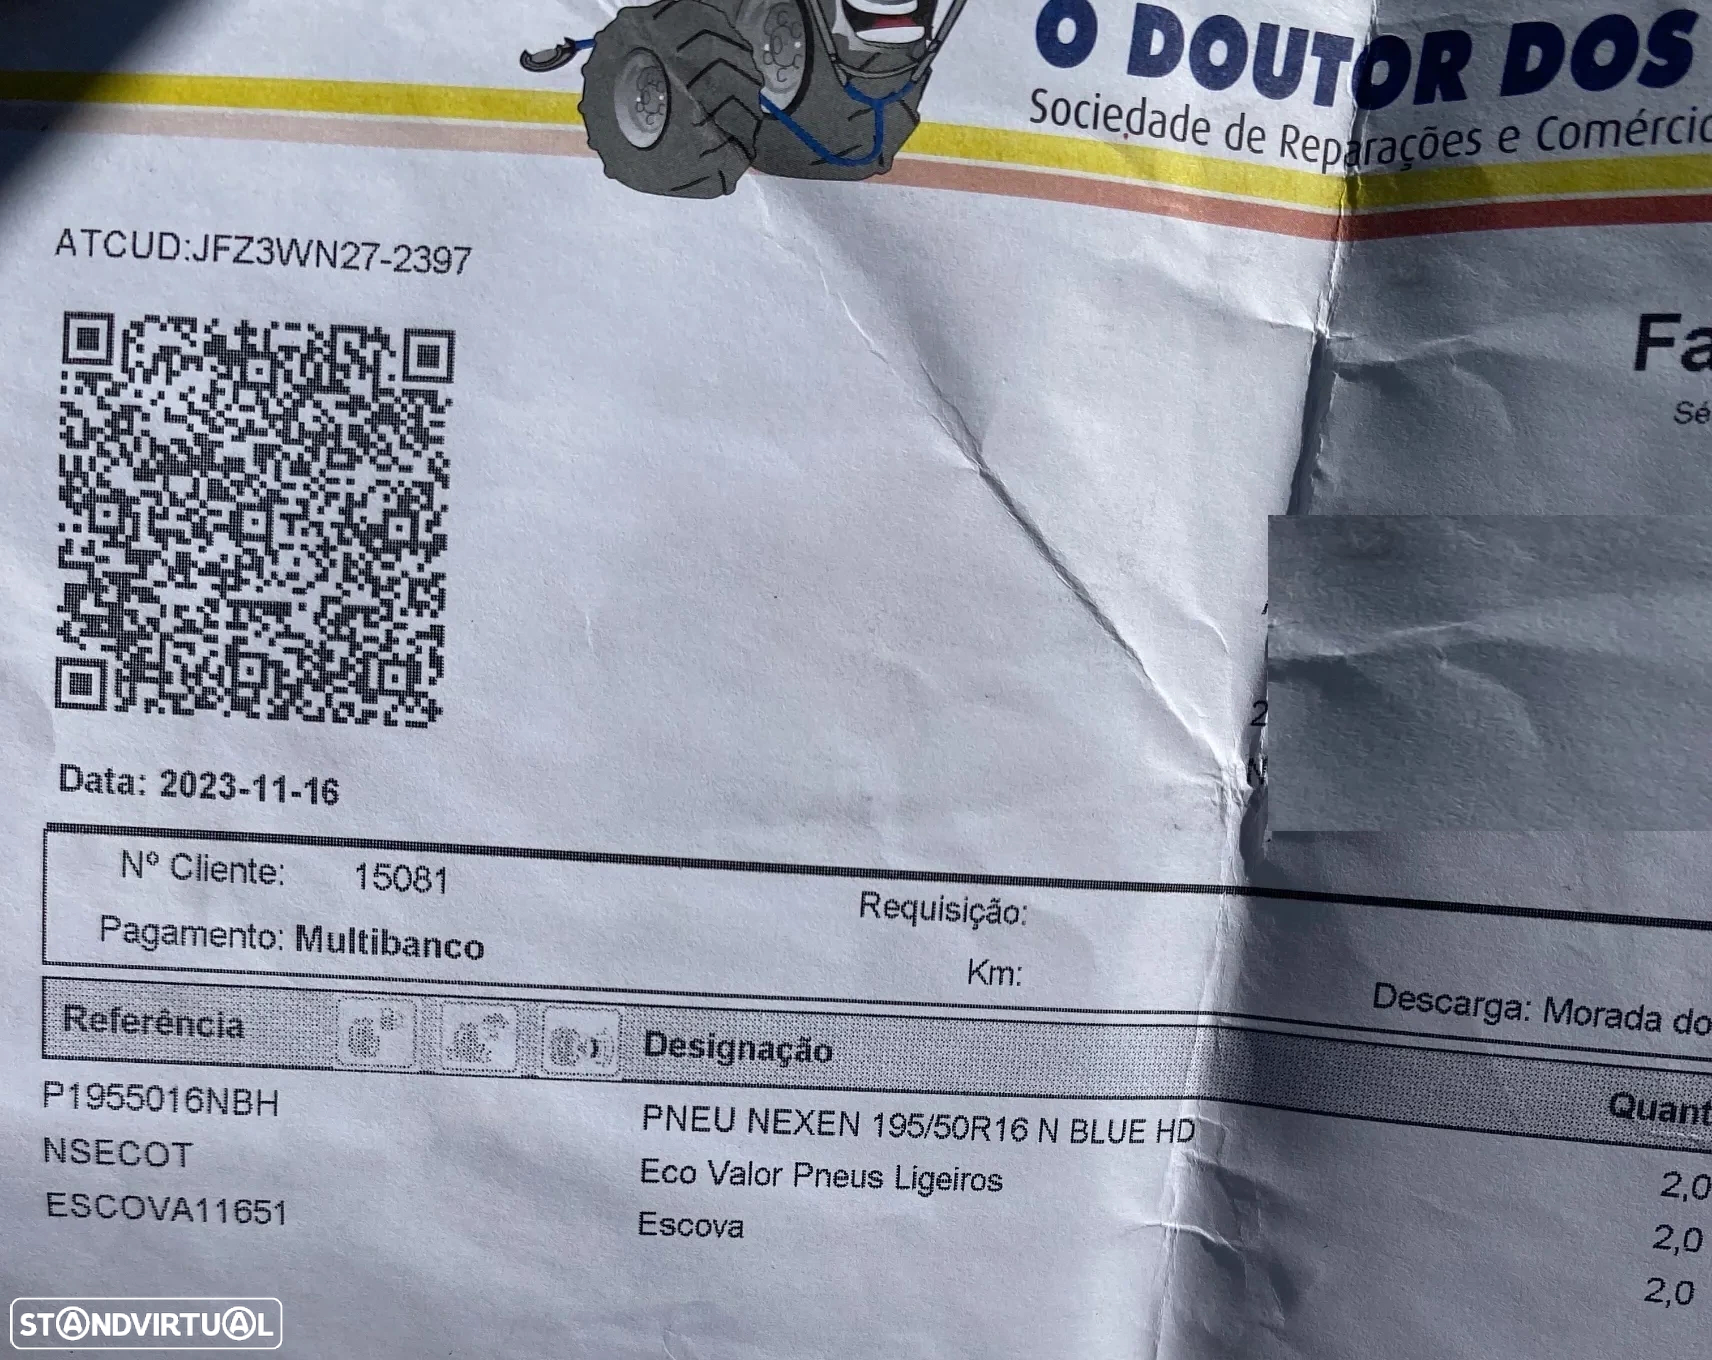 O DOUTOR DOS
Sociedade de Reparações e Comércio
ATCUD:JFZ3WN27-2397
Fa
Sé
2
N
Data: 2023-11-16
Nº Cliente: 15081
Requisição:
Pagamento: Multibanco
Km:
Descarga: Morada do
Referência Designação Quant
P1955016NBH PNEU NEXEN 195/50R16 N BLUE HD 2,0
NSECOT Eco Valor Pneus Ligeiros 2,0
ESCOVA11651 Escova 2,0
STANDVIRTUAL